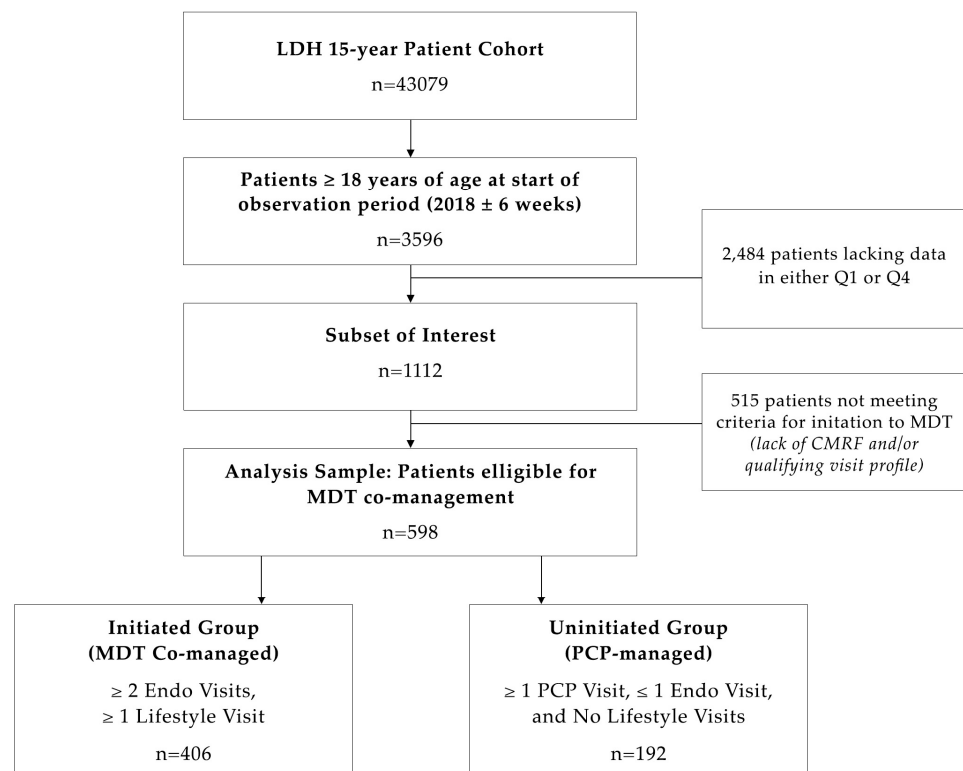 LDH 15-year Patient Cohort
n=43079
Patients ≥ 18 years of age at start of
observation period (2018 ± 6 weeks)
n=3596
2,484 patients lacking data
in either Q1 or Q4
Subset of Interest
n=1112
515 patients not meeting
criteria for initation to MDT
(lack of CMRF and/or
qualifying visit profile)
Analysis Sample: Patients elligible for
MDT co-management
n=598
Initiated Group
(MDT Co-managed)
≥ 2 Endo Visits,
≥ 1 Lifestyle Visit
n=406
Uninitiated Group
(PCP-managed)
≥ 1 PCP Visit, ≤ 1 Endo Visit,
and No Lifestyle Visits
n=192